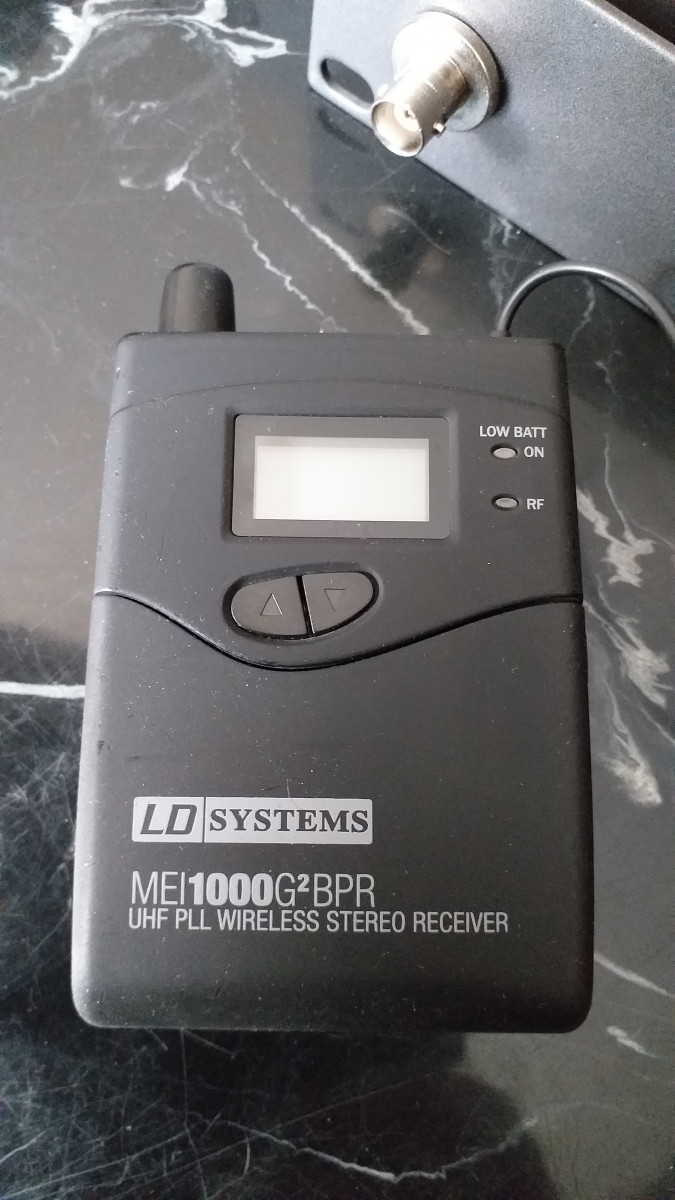 LOW BATT
ON
RF
LD SYSTEMS
MEI1000G²BPR
UHF PLL WIRELESS STEREO RECEIVER